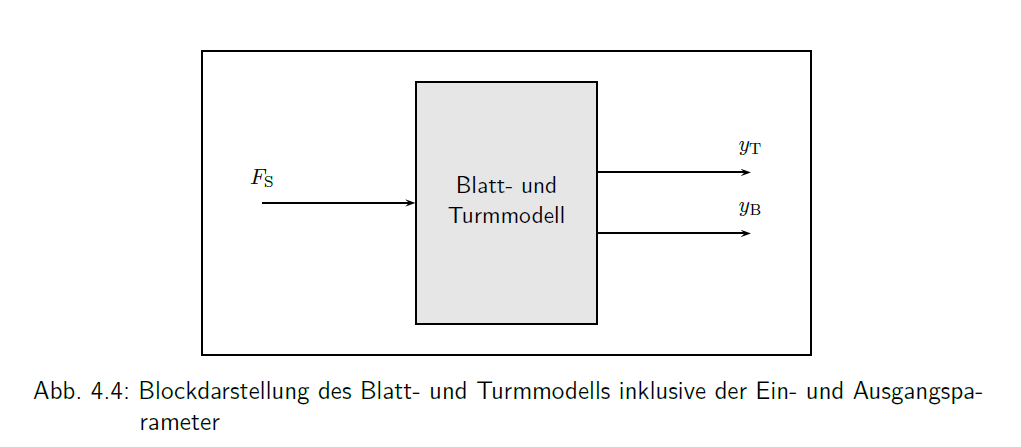 y_T
F_S
Blatt- und
Turmmodell
y_B
Abb. 4.4: Blockdarstellung des Blatt- und Turmmodells inklusive der Ein- und Ausgangspa-
rameter